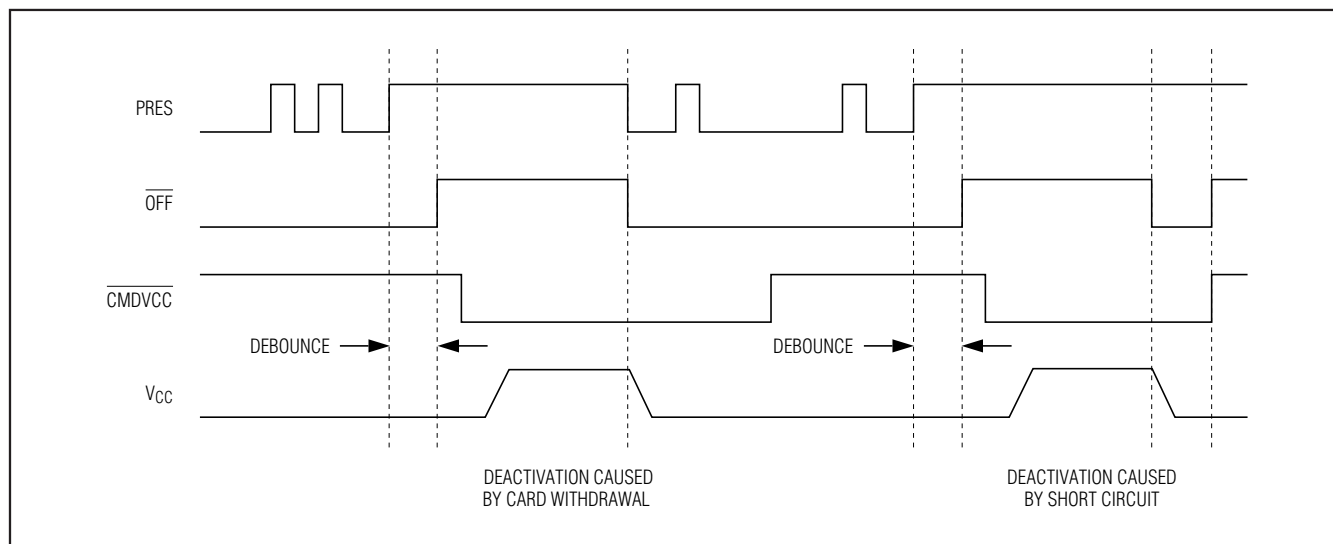 PRES
OFF
CMDVCC
DEBOUNCE
DEBOUNCE
VCC
DEACTIVATION CAUSED
BY CARD WITHDRAWAL
DEACTIVATION CAUSED
BY SHORT CIRCUIT